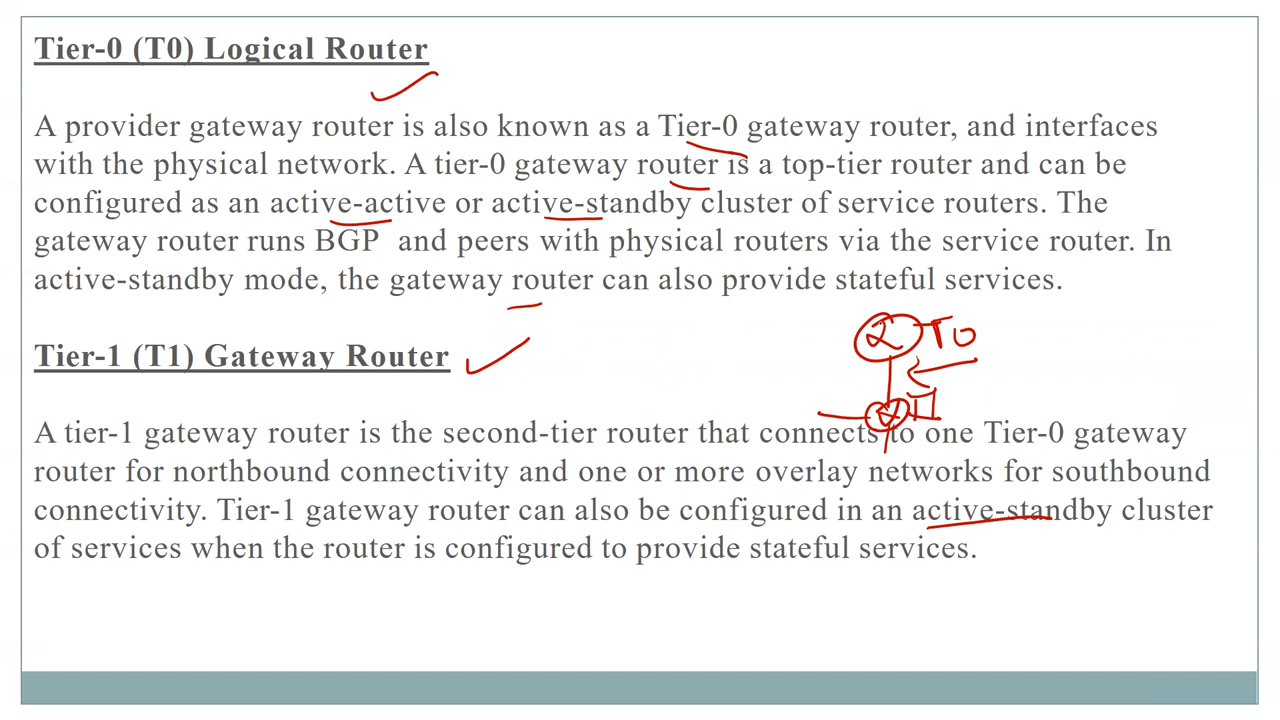 Tier-0 (T0) Logical Router
A provider gateway router is also known as a Tier-0 gateway router, and interfaces
with the physical network. A tier-0 gateway router is a top-tier router and can be
configured as an active-active or active-standby cluster of service routers. The
gateway router runs BGP and peers with physical routers via the service router. In
active-standby mode, the gateway router can also provide stateful services.
T0
Tier-1 (T1) Gateway Router
A tier-1 gateway router is the second-tier router that connects to one Tier-0 gateway
router for northbound connectivity and one or more overlay networks for southbound
connectivity. Tier-1 gateway router can also be configured in an active-standby cluster
of services when the router is configured to provide stateful services.